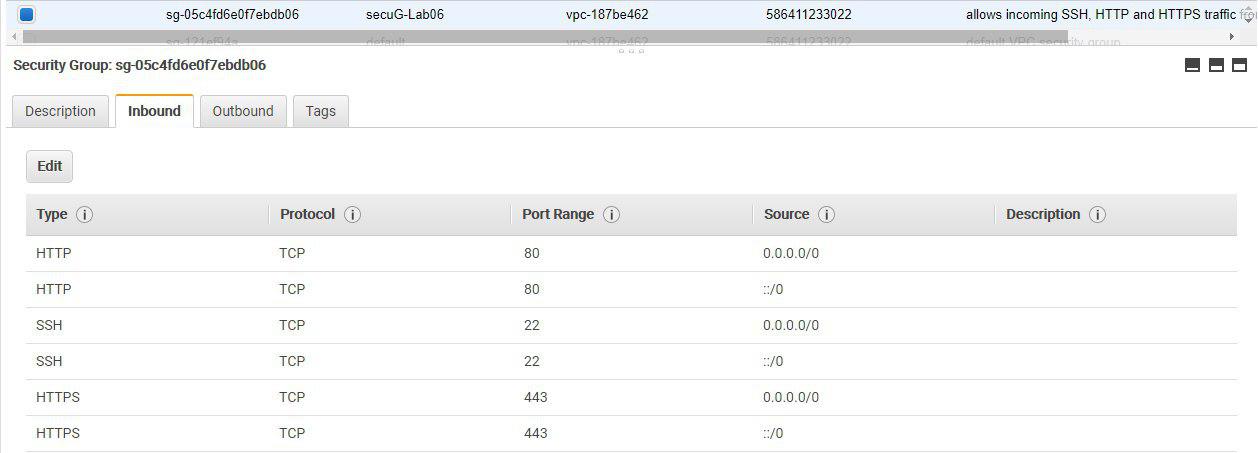 sg-05c4fd6e0f7ebdb06 secuG-Lab06 vpc-187be462 586411233022 allows incoming SSH, HTTP and HTTPS traffic fro
sg-121ef94a default vpc-187be462 586411233022 default VPC security group
Security Group: sg-05c4fd6e0f7ebdb06
Description Inbound Outbound Tags
Edit
Type Protocol Port Range Source Description
HTTP TCP 80 0.0.0.0/0
HTTP TCP 80 ::/0
SSH TCP 22 0.0.0.0/0
SSH TCP 22 ::/0
HTTPS TCP 443 0.0.0.0/0
HTTPS TCP 443 ::/0